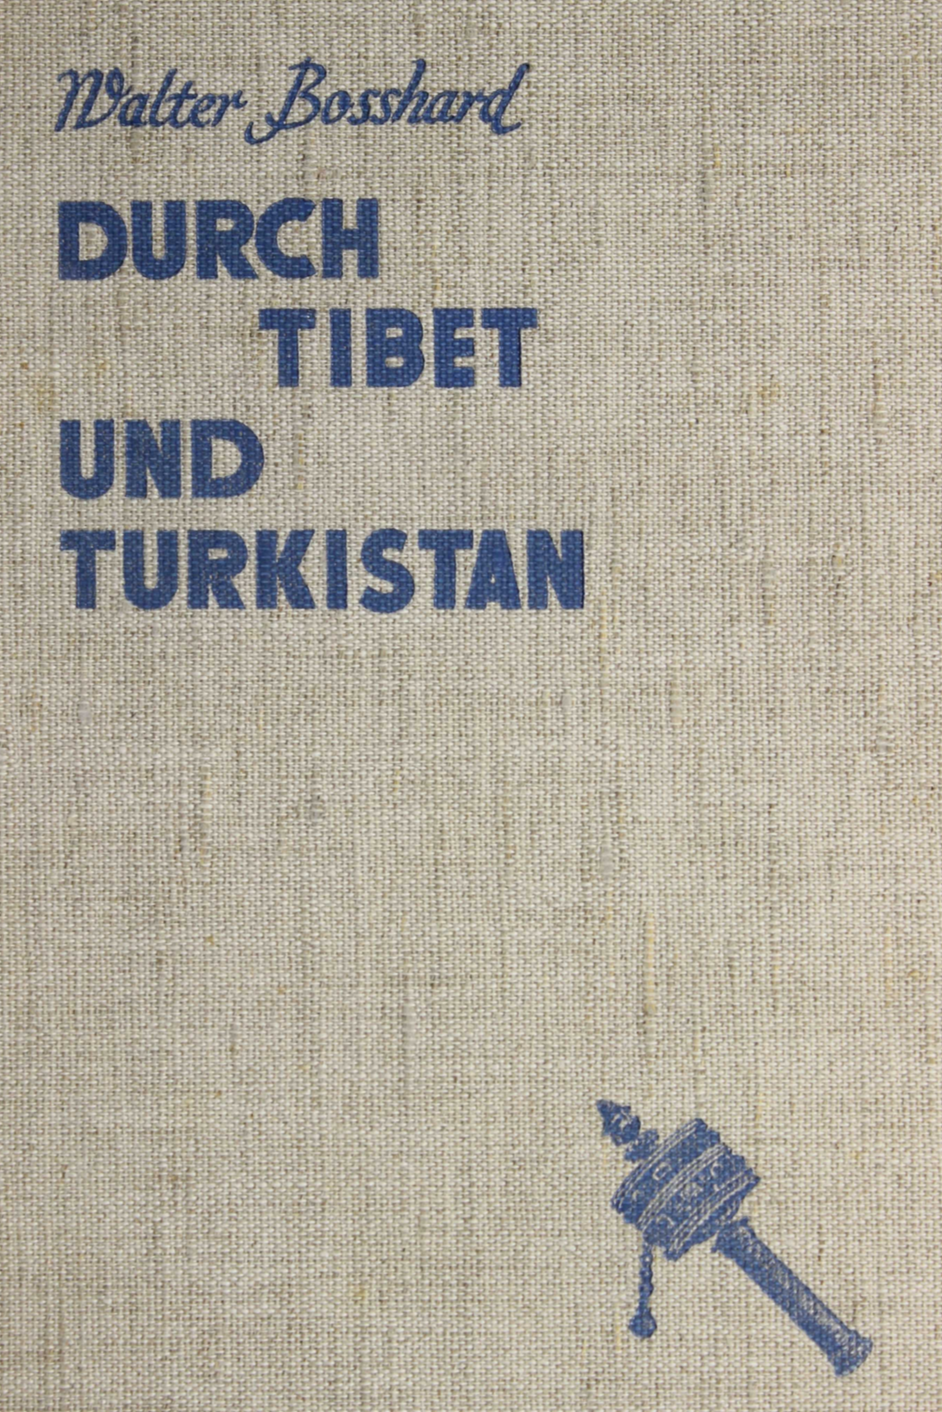 Walter Bosshard
DURCH
TIBET
UND
TURKISTAN